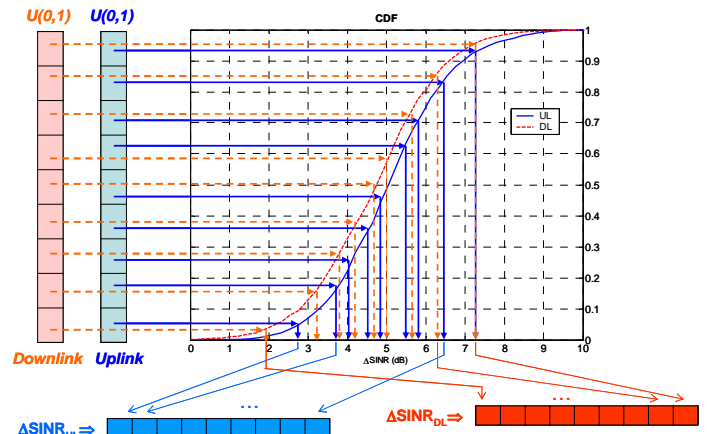 U(0,1) U(0,1)
CDF
1
0.9
0.8
0.7
0.6
0.5
0.4
0.3
0.2
0.1
0
UL
DL
0 1 2 3 4 5 6 7 8 9 10
ΔSINR (dB)
Downlink Uplink
...
...
ΔSINR ⇒
ΔSINR_DL ⇒